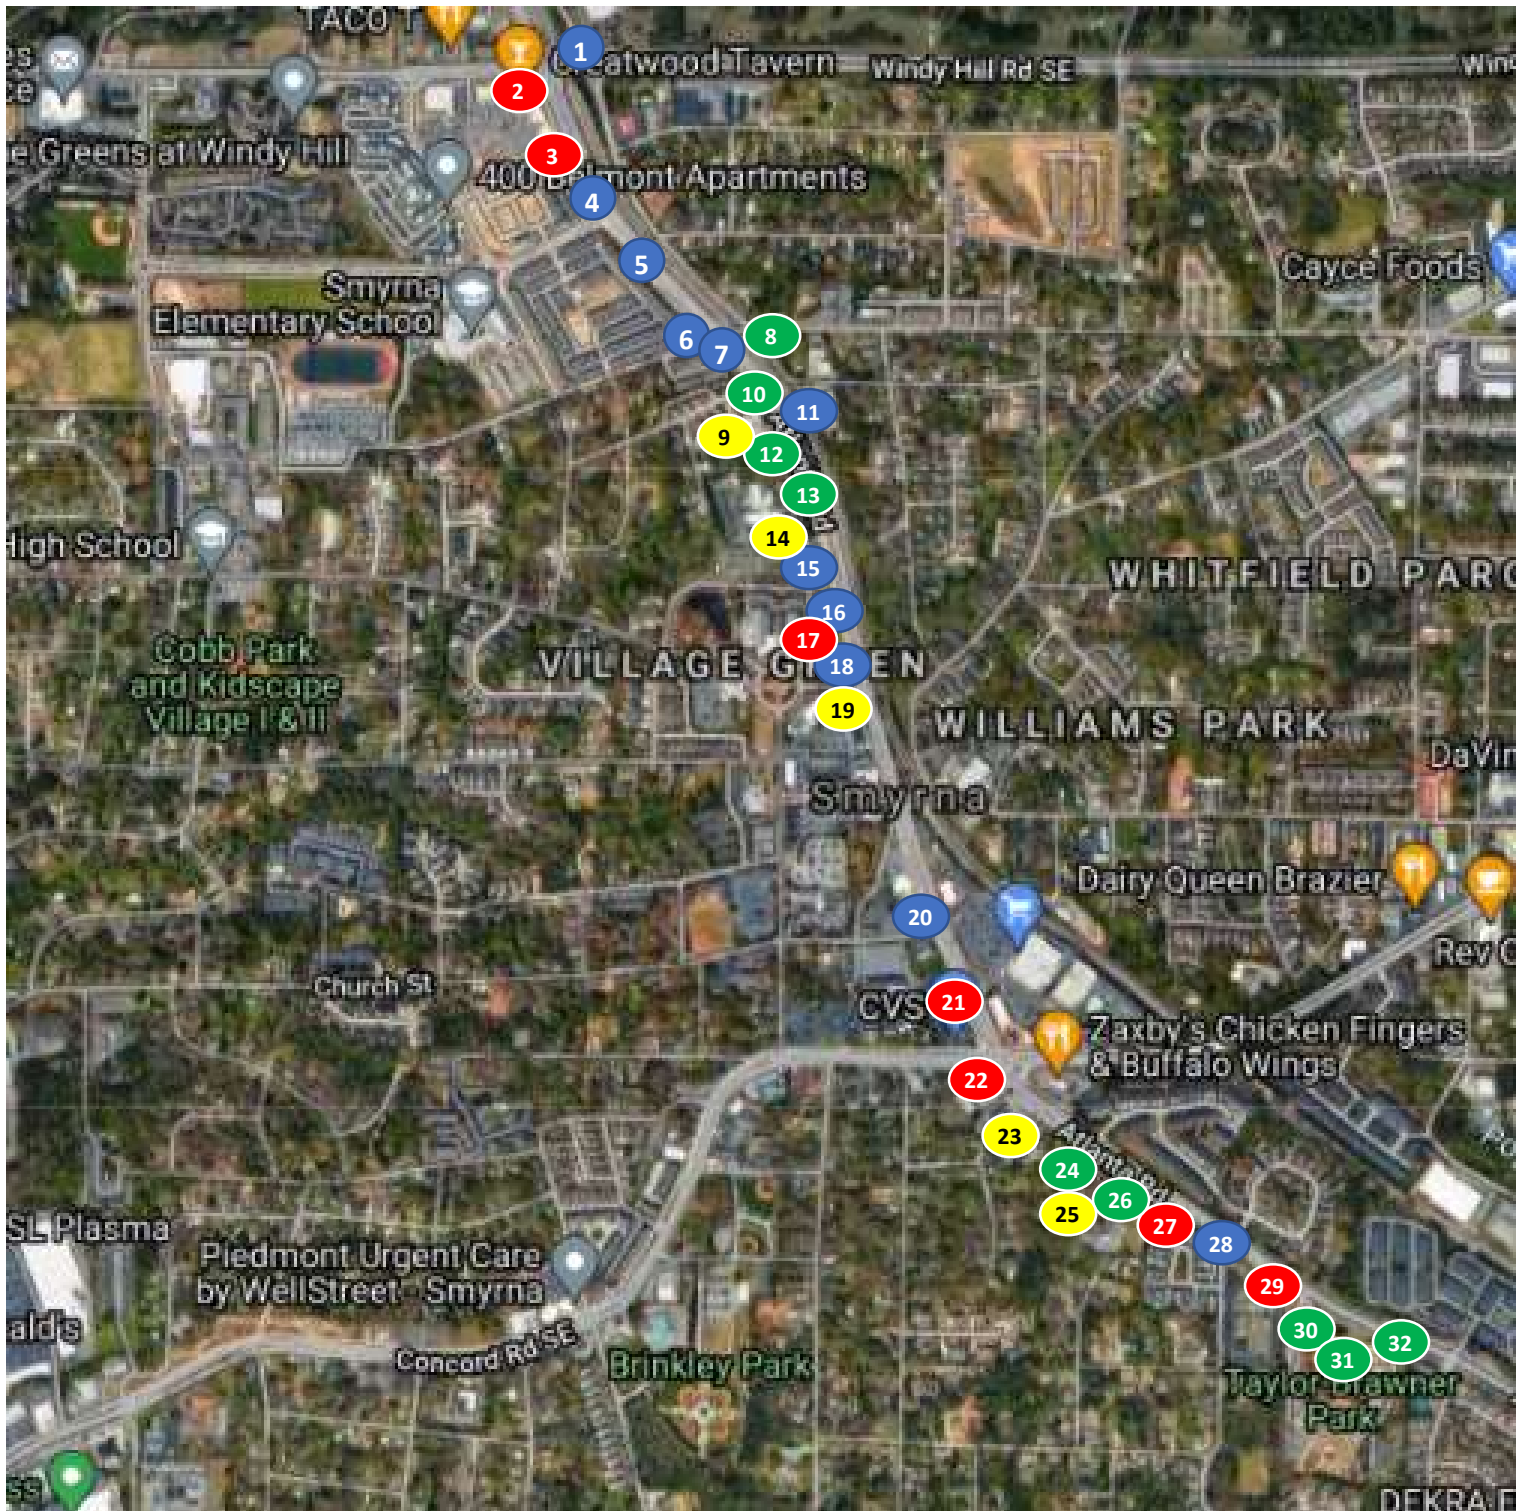 TACO T
es
ce
1
Creatwood Tavern
Windy Hill Rd SE
Wind
2
e Greens at Windy Hill
3
400 Belmont Apartments
4
5
Smyrna
Elementary School
Cayce Foods
6
7
8
10
11
9
12
13
High School
14
15
WHITFIELD PARC
16
17
Cobb Park
and Kidscape
Village I & II
VILLAGE GREEN
18
19
WILLIAMS PARK
DaVin
Smyrna
Dairy Queen Brazier
20
Rev C
Church St
CVS
21
Zaxby's Chicken Fingers
& Buffalo Wings
22
23
24
26
25
27
28
SL Plasma
Piedmont Urgent Care
by WellStreet - Smyrna
29
ald's
30
31
32
Concord Rd SE
Brinkley Park
Taylor-Brawner
Park
ss